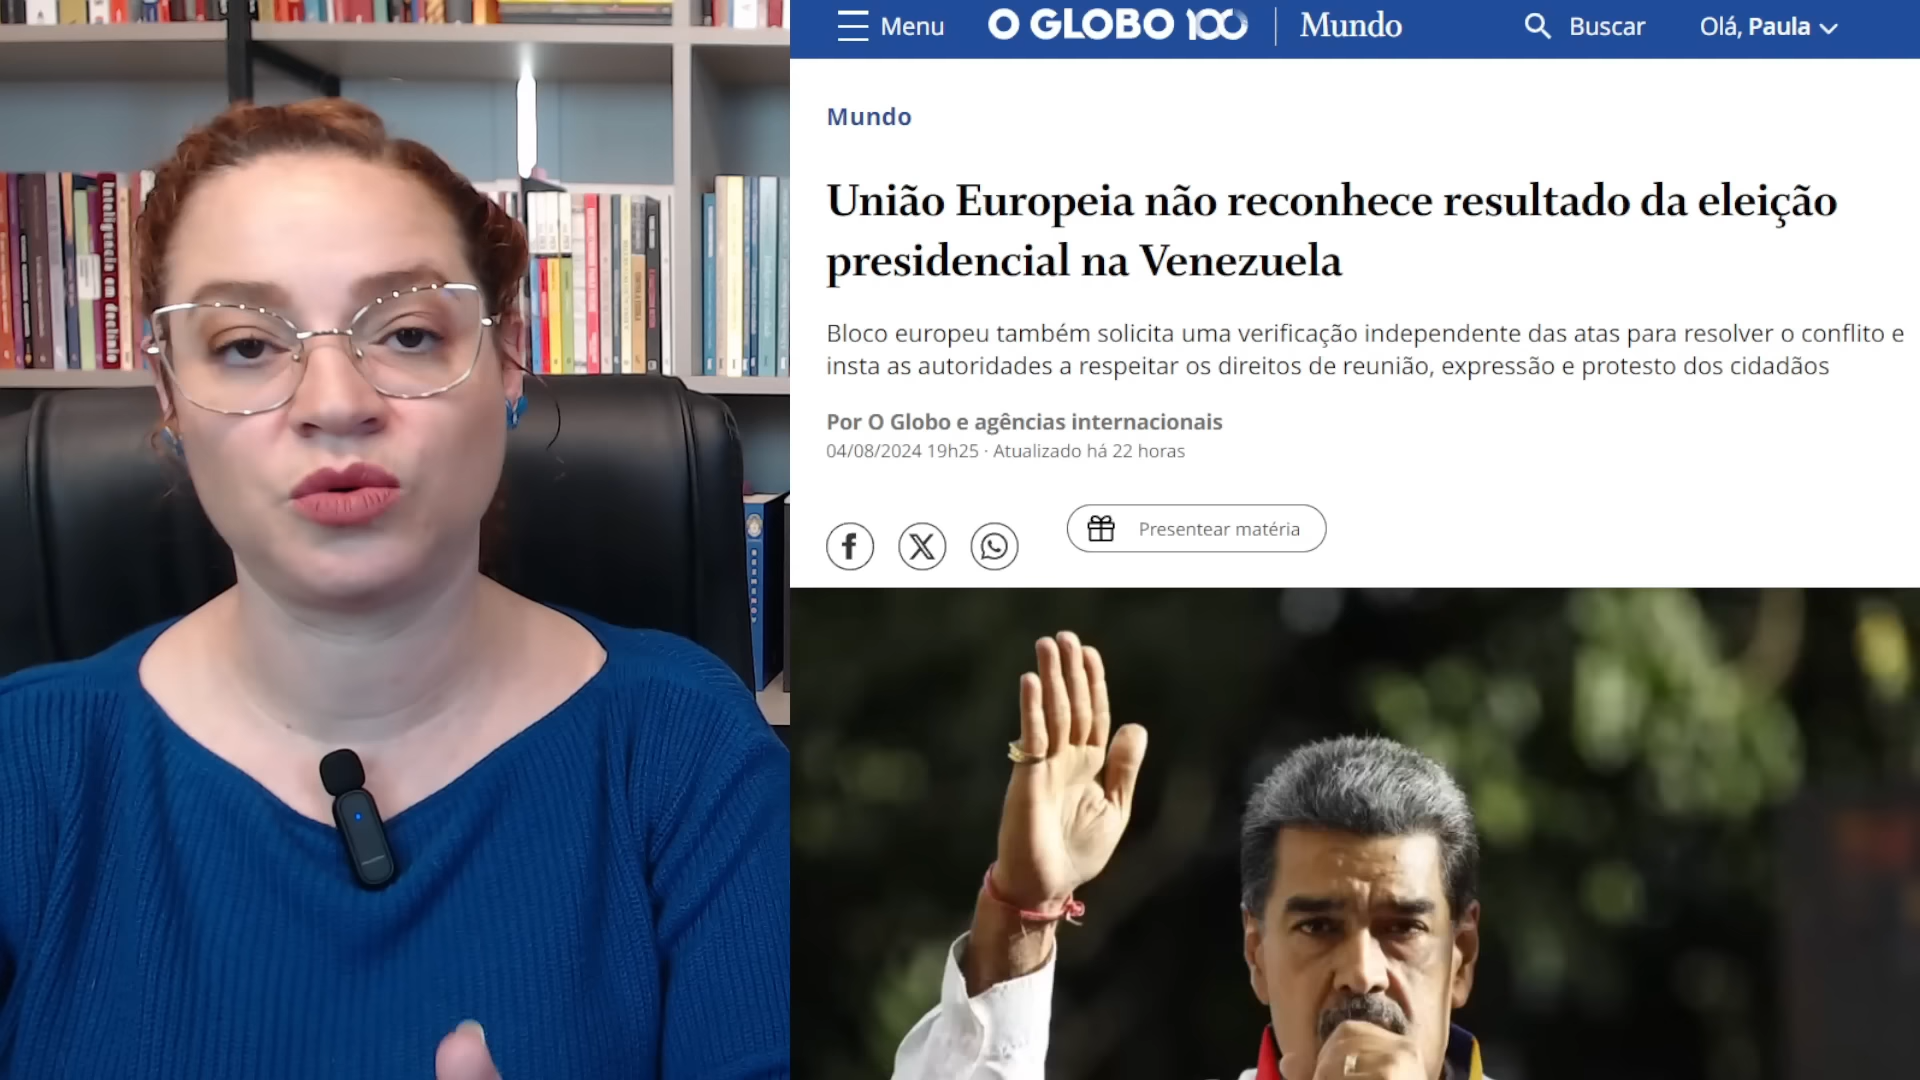 Menu
O GLOBO 100
Mundo
Buscar
Olá, Paula
Mundo
União Europeia não reconhece resultado da eleição
presidencial na Venezuela
Bloco europeu também solicita uma verificação independente das atas para resolver o conflito e
insta as autoridades a respeitar os direitos de reunião, expressão e protesto dos cidadãos
Por O Globo e agências internacionais
04/08/2024 19h25 · Atualizado há 22 horas
Presentear matéria